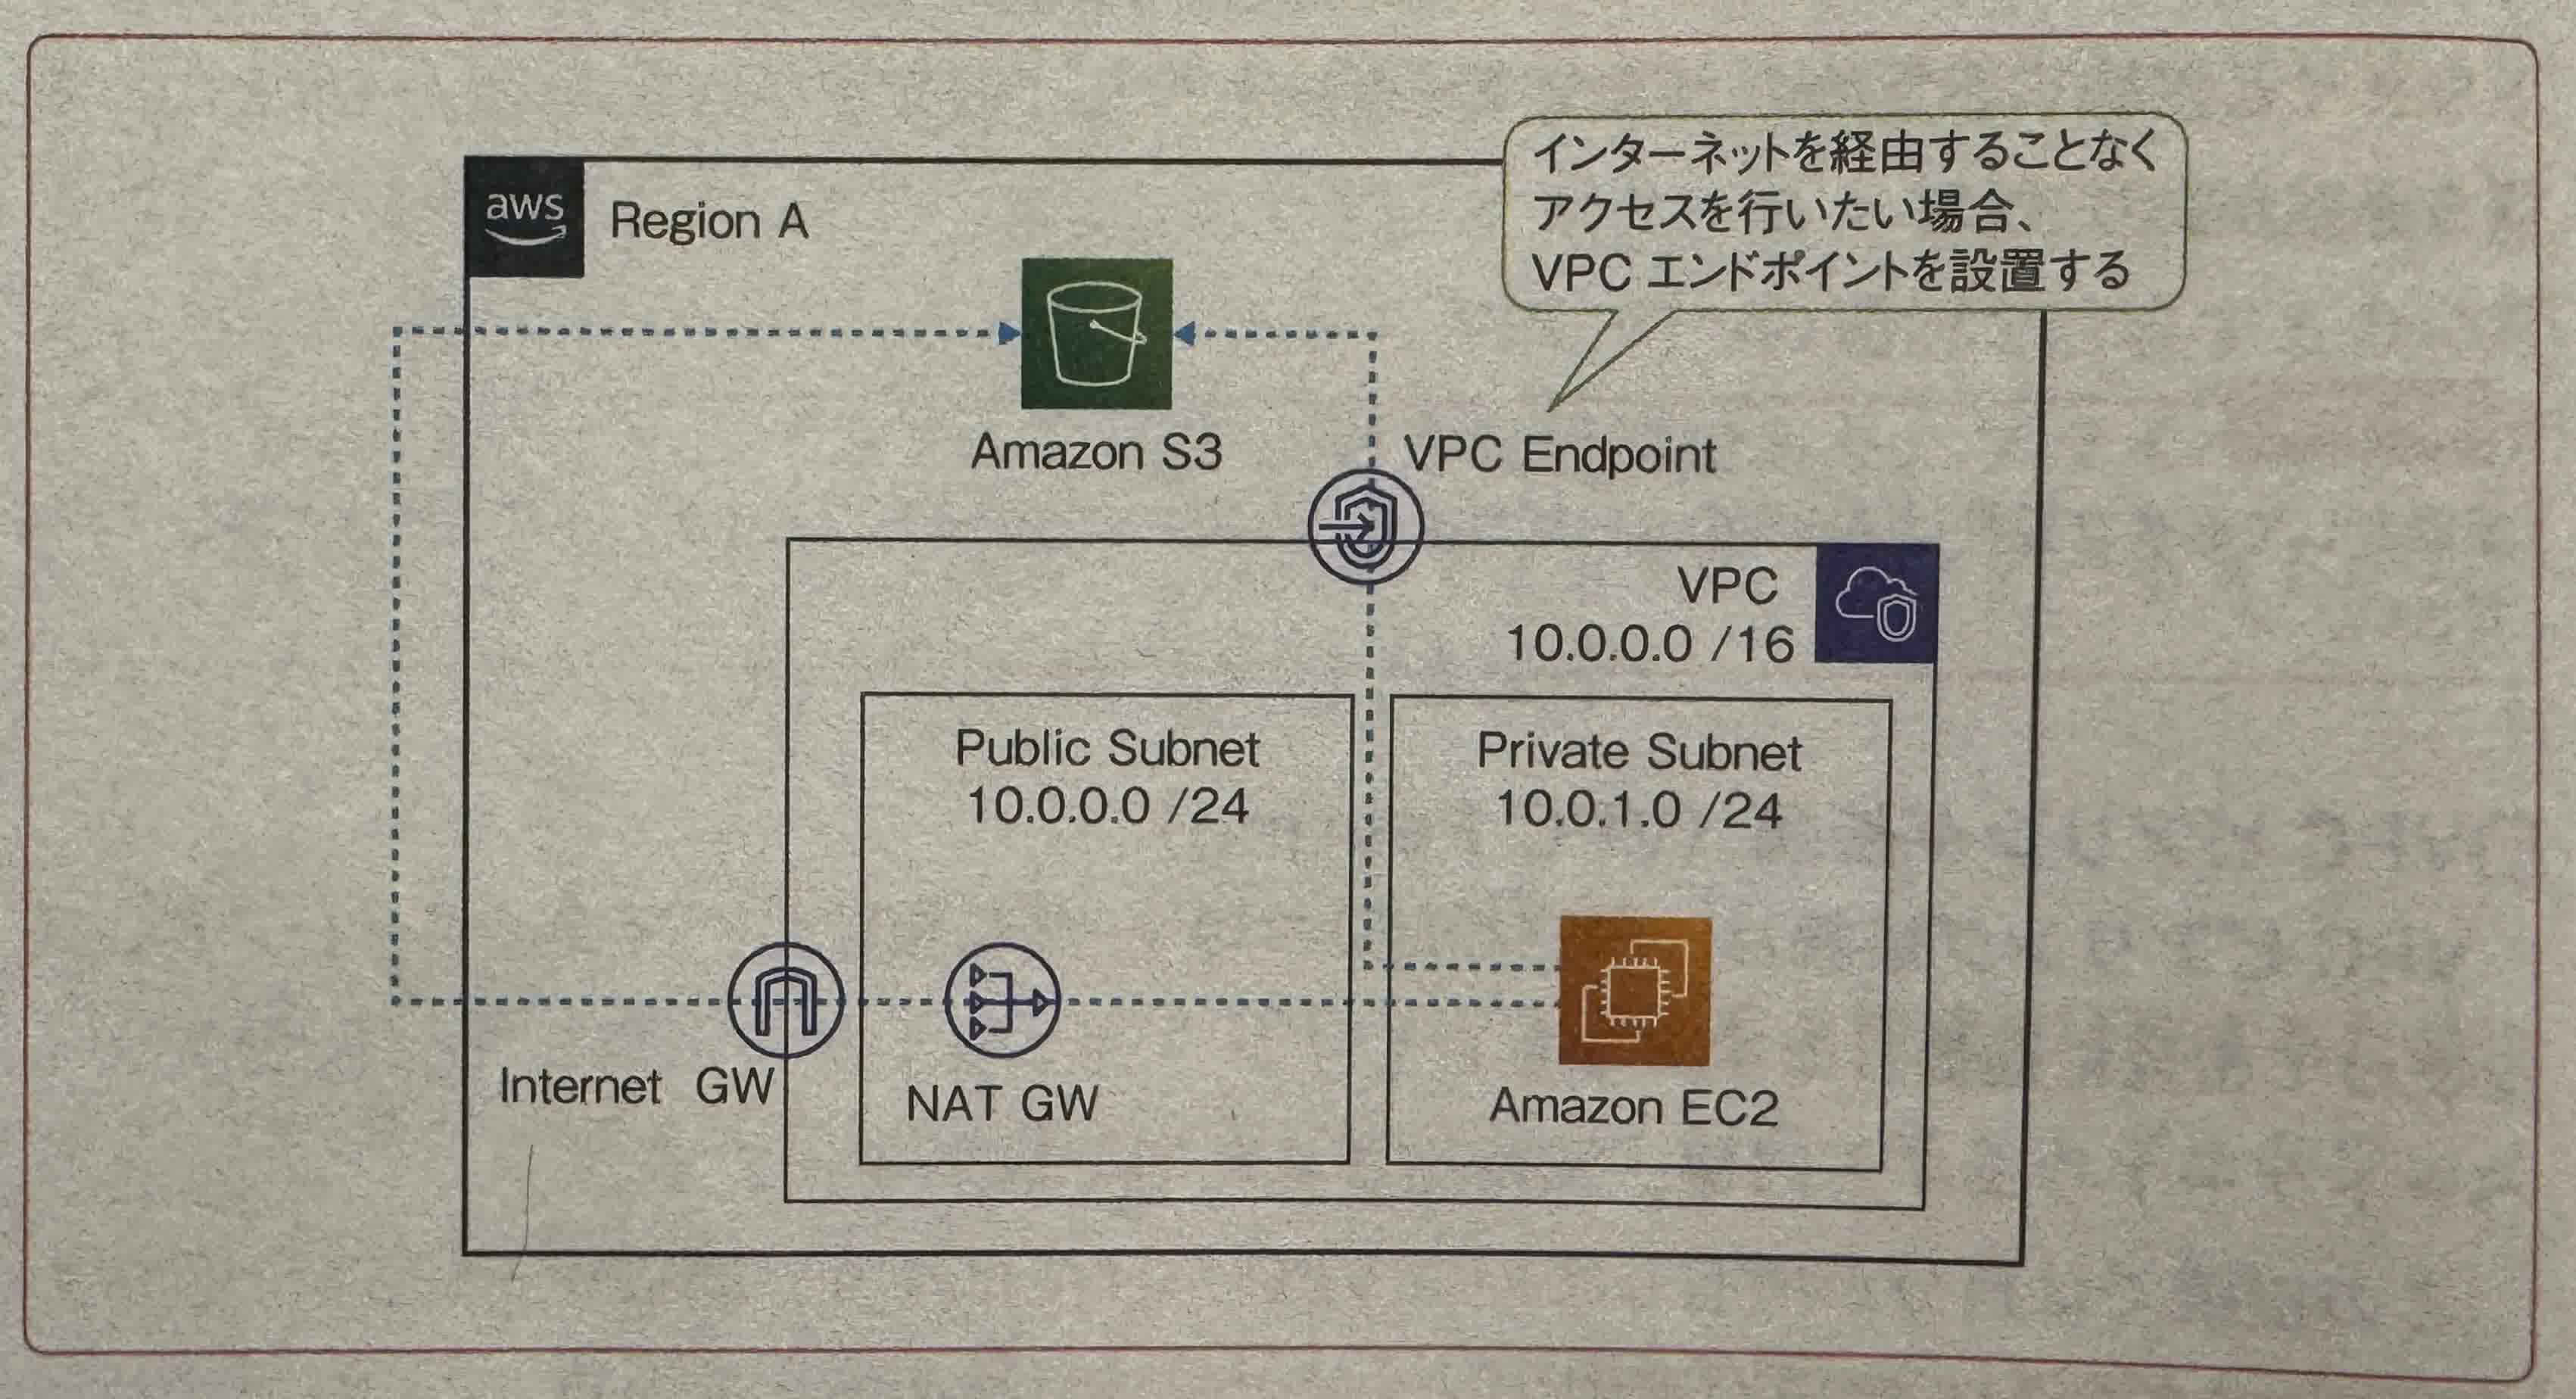 インターネットを経由することなく
アクセスを行いたい場合、
VPC エンドポイントを設置する
aws
Region A
Amazon S3
VPC Endpoint
VPC
10.0.0.0 /16
Public Subnet
10.0.0.0 /24
Private Subnet
10.0.1.0 /24
Internet GW
NAT GW
Amazon EC2